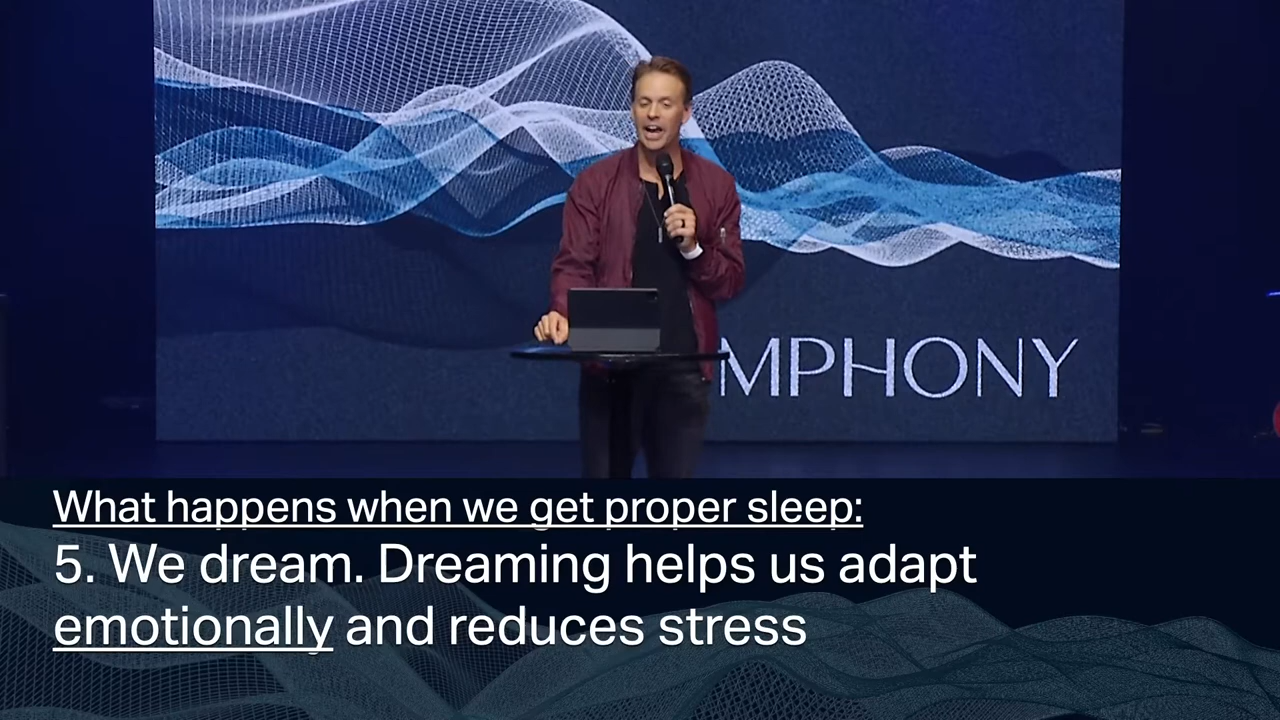 MPHONY
What happens when we get proper sleep:
5. We dream. Dreaming helps us adapt
emotionally and reduces stress